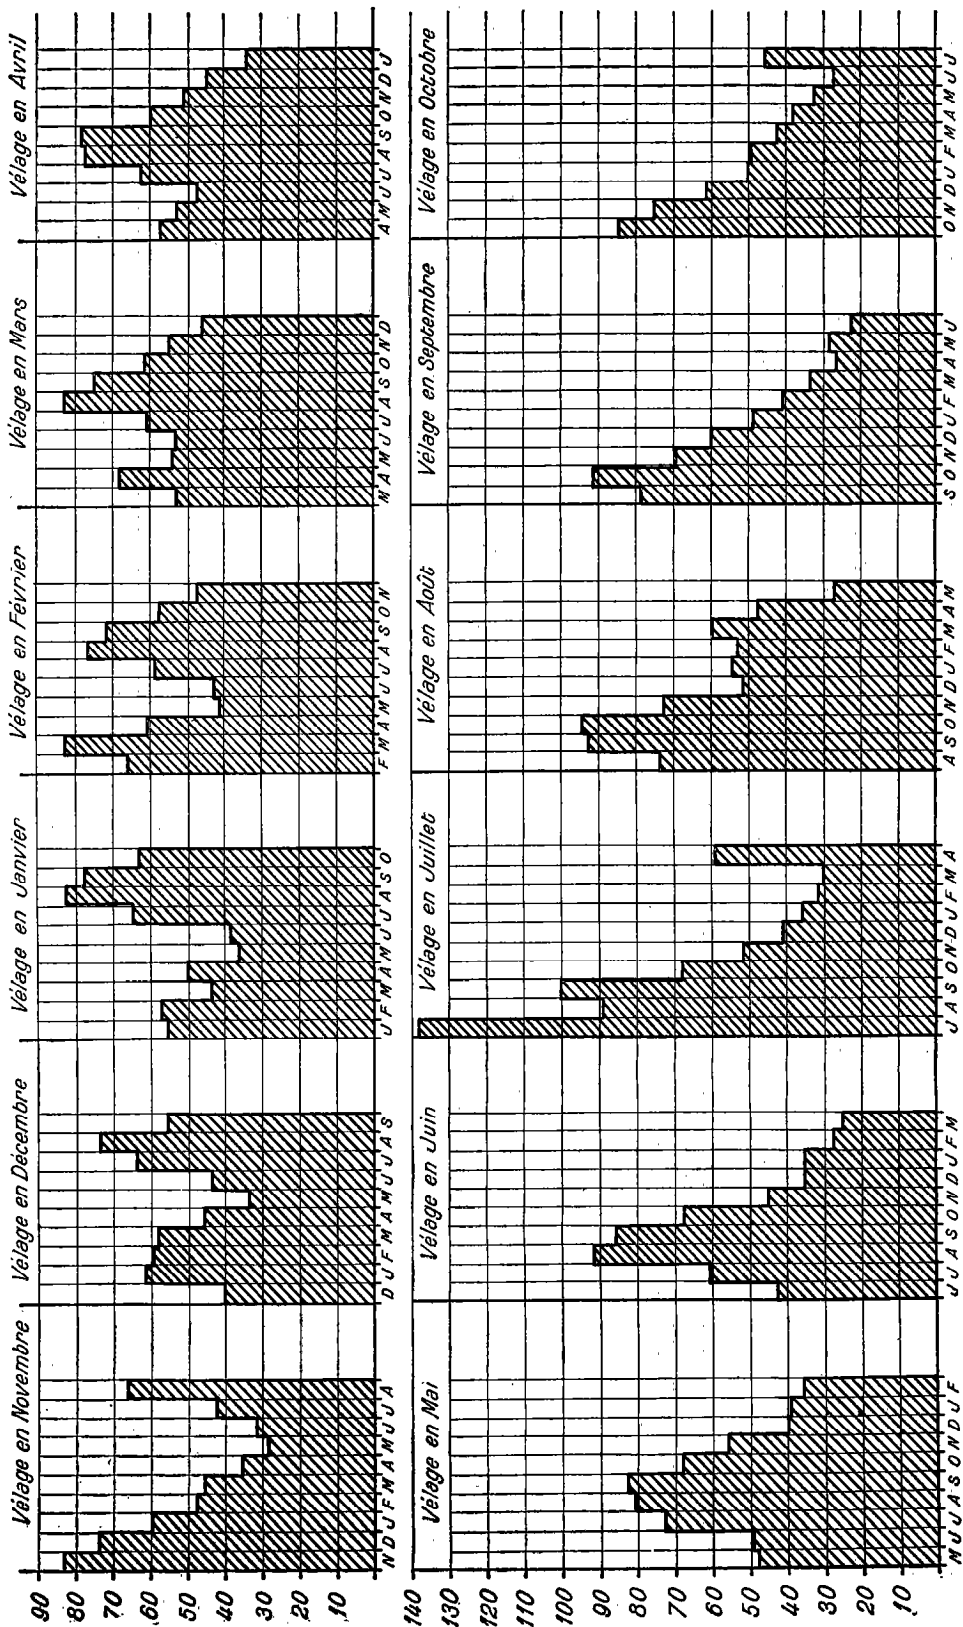 Vélage en Novembre
Vélage en Décembre
Vélage en Janvier
Vélage en Février
Vélage en Mars
Vélage en Avril
90
80
70
60
50
40
30
20
10
N D J F M A M J J A
D J F M A M J J A S
J F M A M J J A S O
F M A M J J A S O N
M A M J J A S O N D
A M J J A S O N D J
Vélage en Mai
Vélage en Juin
Vélage en Juillet
Vélage en Août
Vélage en Septembre
Vélage en Octobre
140
130
120
110
100
90
80
70
60
50
40
30
20
10
M J J A S O N D J F
J J A S O N D J F M
J A S O N D J F M A
A S O N D J F M A M
S O N D J F M A M J
O N D J F M A M J J